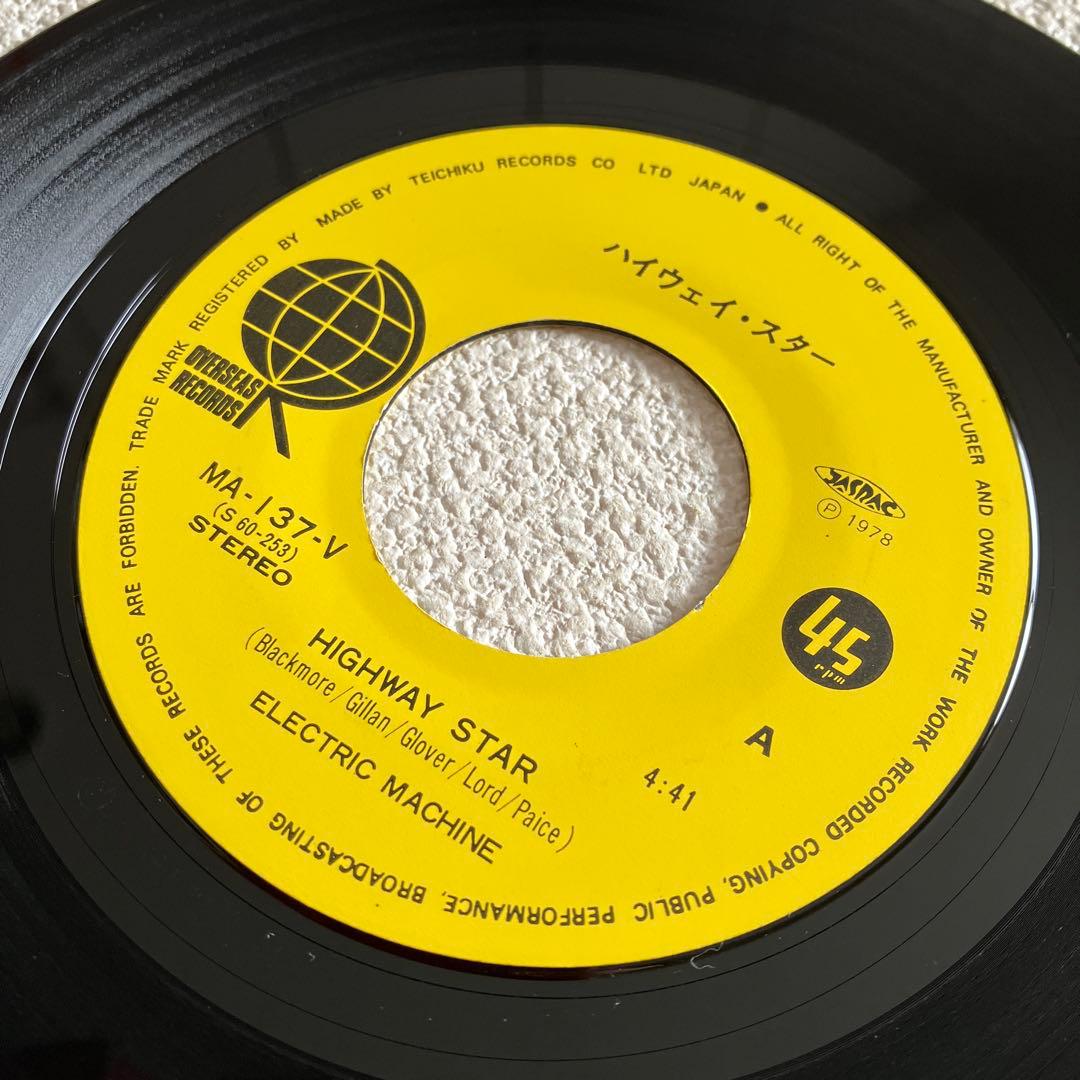 TRADE MARK REGISTERED BY MADE BY TEICHIKU RECORDS CO LTD JAPAN ● ALL RIGHT OF THE MANUFACTURER AND OWNER OF THE WORK RECORDED COPYING, PUBLIC PERFORMANCE, BROADCASTING OF THESE RECORDS ARE FORBIDDEN.
ハイウェイ・スター
OVERSEAS
RECORDS
JASRAC
Ⓟ 1978
MA-137-V
(S 60-253)
STEREO
45
rpm
A
HIGHWAY STAR
(Blackmore/Gillan/Glover/Lord/Paice)
4:41
ELECTRIC MACHINE